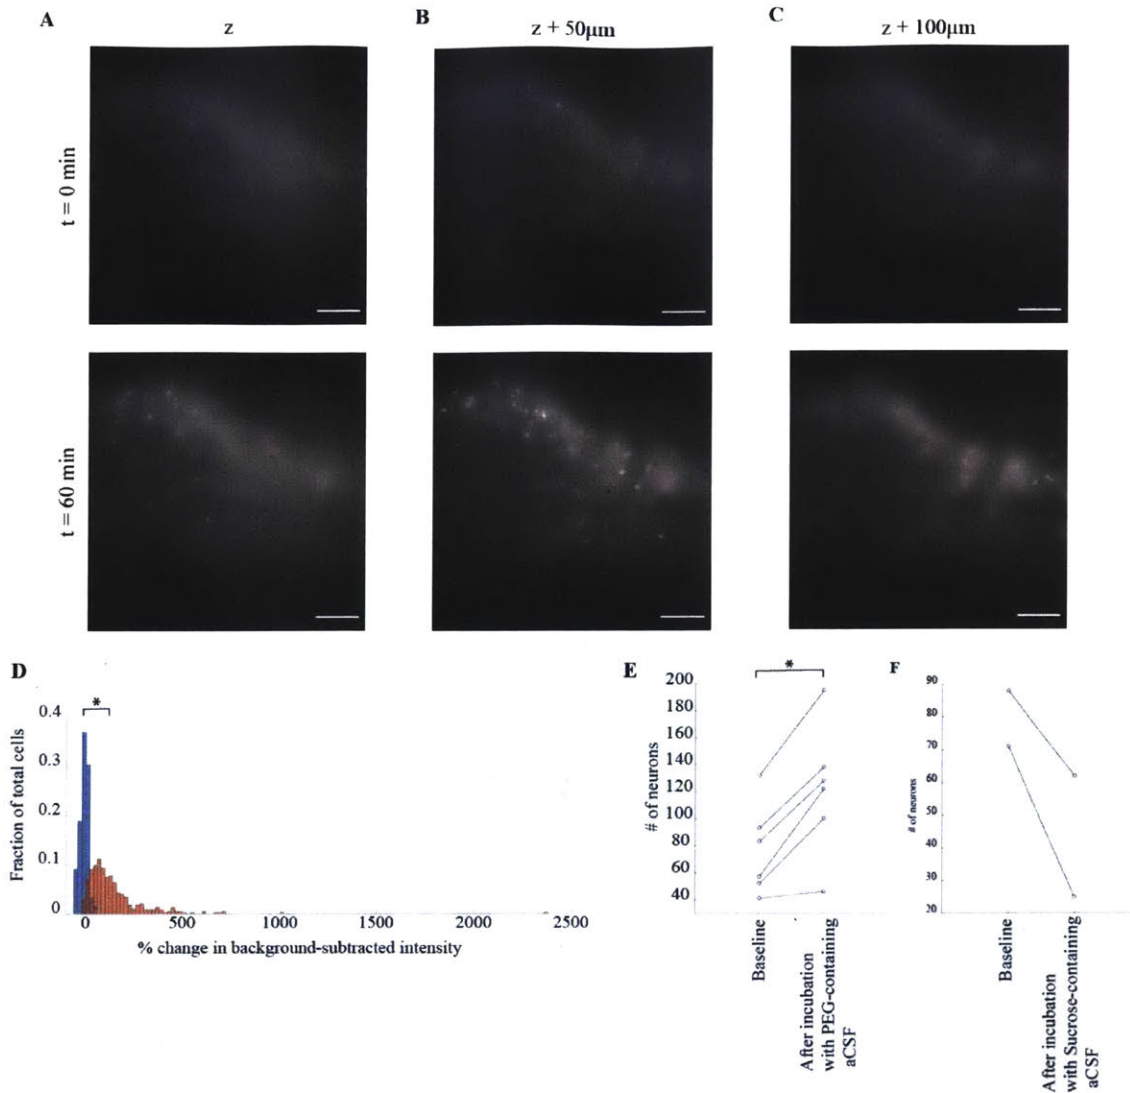 A
z
B
z + 50μm
C
z + 100μm
t = 0 min
t = 60 min
D
*
Fraction of total cells
0.4
0.3
0.2
0.1
0
0
500
1000
1500
2000
2500
% change in background-subtracted intensity
E
*
# of neurons
200
180
160
140
120
100
80
60
40
Baseline
After incubation
with PEG-containing
aCSF
F
# of neurons
90
80
70
60
50
40
30
20
Baseline
After incubation
with Sucrose-containing
aCSF